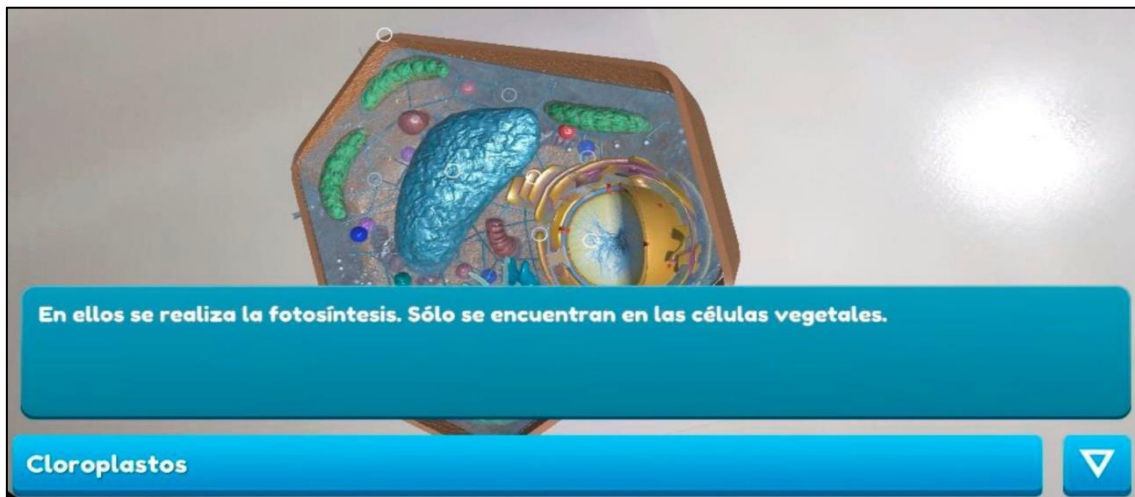 En ellos se realiza la fotosíntesis. Sólo se encuentran en las células vegetales.
Cloroplastos